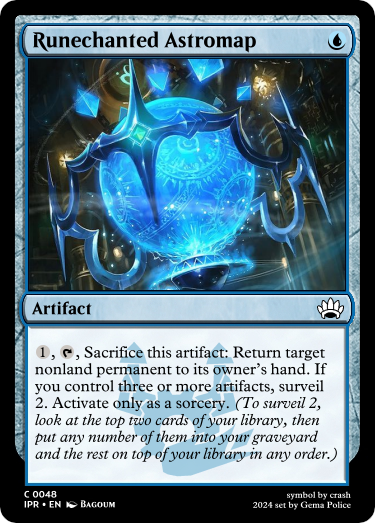 Runechanted Astromap
Artifact
1, T, Sacrifice this artifact: Return target
nonland permanent to its owner's hand. If
you control three or more artifacts, surveil
2. Activate only as a sorcery. (To surveil 2,
look at the top two cards of your library, then
put any number of them into your graveyard
and the rest on top of your library in any order.)
C 0048
symbol by crash
IPR • EN Bagoum
2024 set by Gema Police